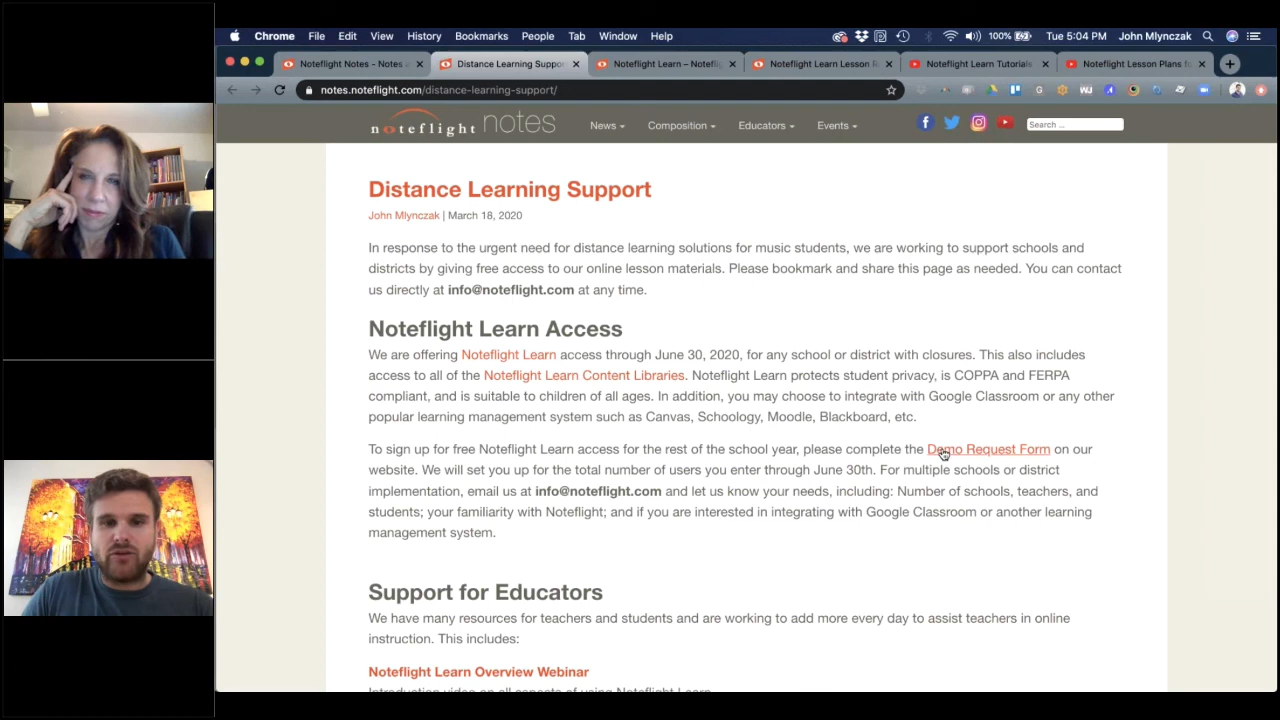 Chrome File Edit View History Bookmarks People Tab Window Help 100% Tue 5:04 PM John Mlynczak
Noteflight Notes - Notes a
Distance Learning Suppor
Noteflight Learn – Notefli
Noteflight Learn Lesson R
Noteflight Learn Tutorials
Noteflight Lesson Plans fo
notes.noteflight.com/distance-learning-support/
noteflight notes News Composition Educators Events Search ...
Distance Learning Support
John Mlynczak | March 18, 2020
In response to the urgent need for distance learning solutions for music students, we are working to support schools and
districts by giving free access to our online lesson materials. Please bookmark and share this page as needed. You can contact
us directly at info@noteflight.com at any time.
Noteflight Learn Access
We are offering Noteflight Learn access through June 30, 2020, for any school or district with closures. This also includes
access to all of the Noteflight Learn Content Libraries. Noteflight Learn protects student privacy, is COPPA and FERPA
compliant, and is suitable to children of all ages. In addition, you may choose to integrate with Google Classroom or any other
popular learning management system such as Canvas, Schoology, Moodle, Blackboard, etc.
To sign up for free Noteflight Learn access for the rest of the school year, please complete the Demo Request Form on our
website. We will set you up for the total number of users you enter through June 30th. For multiple schools or district
implementation, email us at info@noteflight.com and let us know your needs, including: Number of schools, teachers, and
students; your familiarity with Noteflight; and if you are interested in integrating with Google Classroom or another learning
management system.
Support for Educators
We have many resources for teachers and students and are working to add more every day to assist teachers in online
instruction. This includes:
Noteflight Learn Overview Webinar
Introduction video on all aspects of using Noteflight Learn